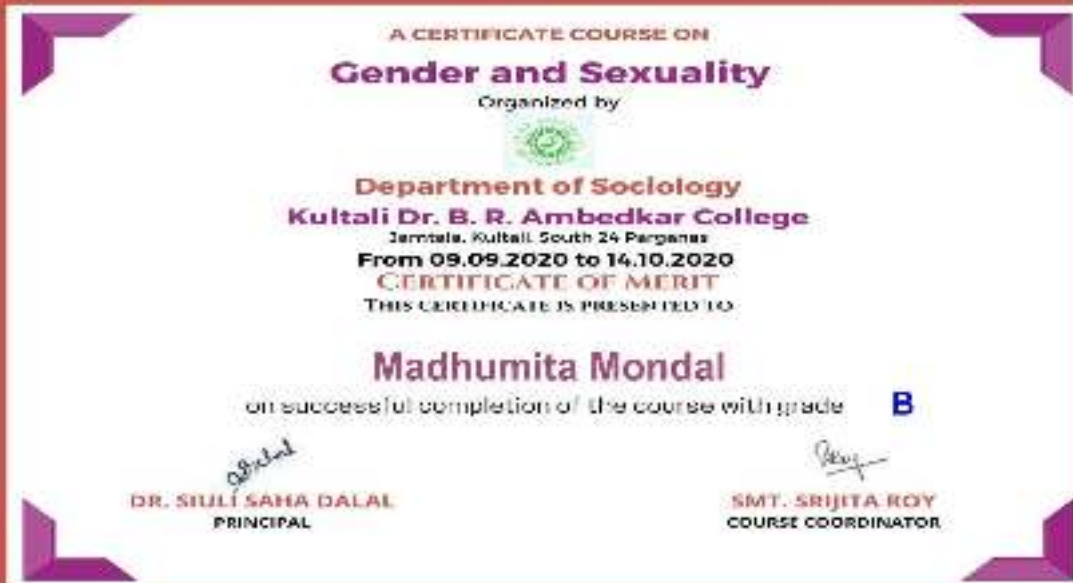 A CERTIFICATE COURSE ON
Gender and Sexuality
Organized by
Department of Sociology
Kultali Dr. B. R. Ambedkar College
Jamtala, Kultali, South 24 Parganas
From 09.09.2020 to 14.10.2020
CERTIFICATE OF MERIT
THIS CERTIFICATE IS PRESENTED TO
Madhumita Mondal
on successful completion of the course with grade B
DR. SIULI SAHA DALAL
PRINCIPAL
SMT. SRIJITA ROY
COURSE COORDINATOR